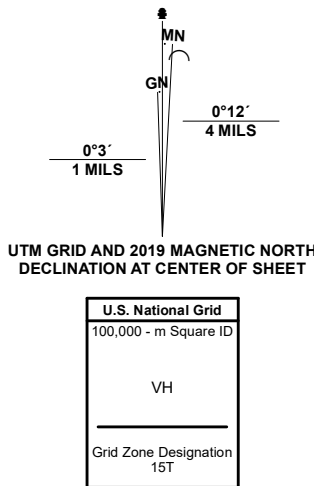 MN
GN
0°12´
4 MILS
0°3´
1 MILS
UTM GRID AND 2019 MAGNETIC NORTH
DECLINATION AT CENTER OF SHEET
U.S. National Grid
100,000 - m Square ID
VH
Grid Zone Designation
15T